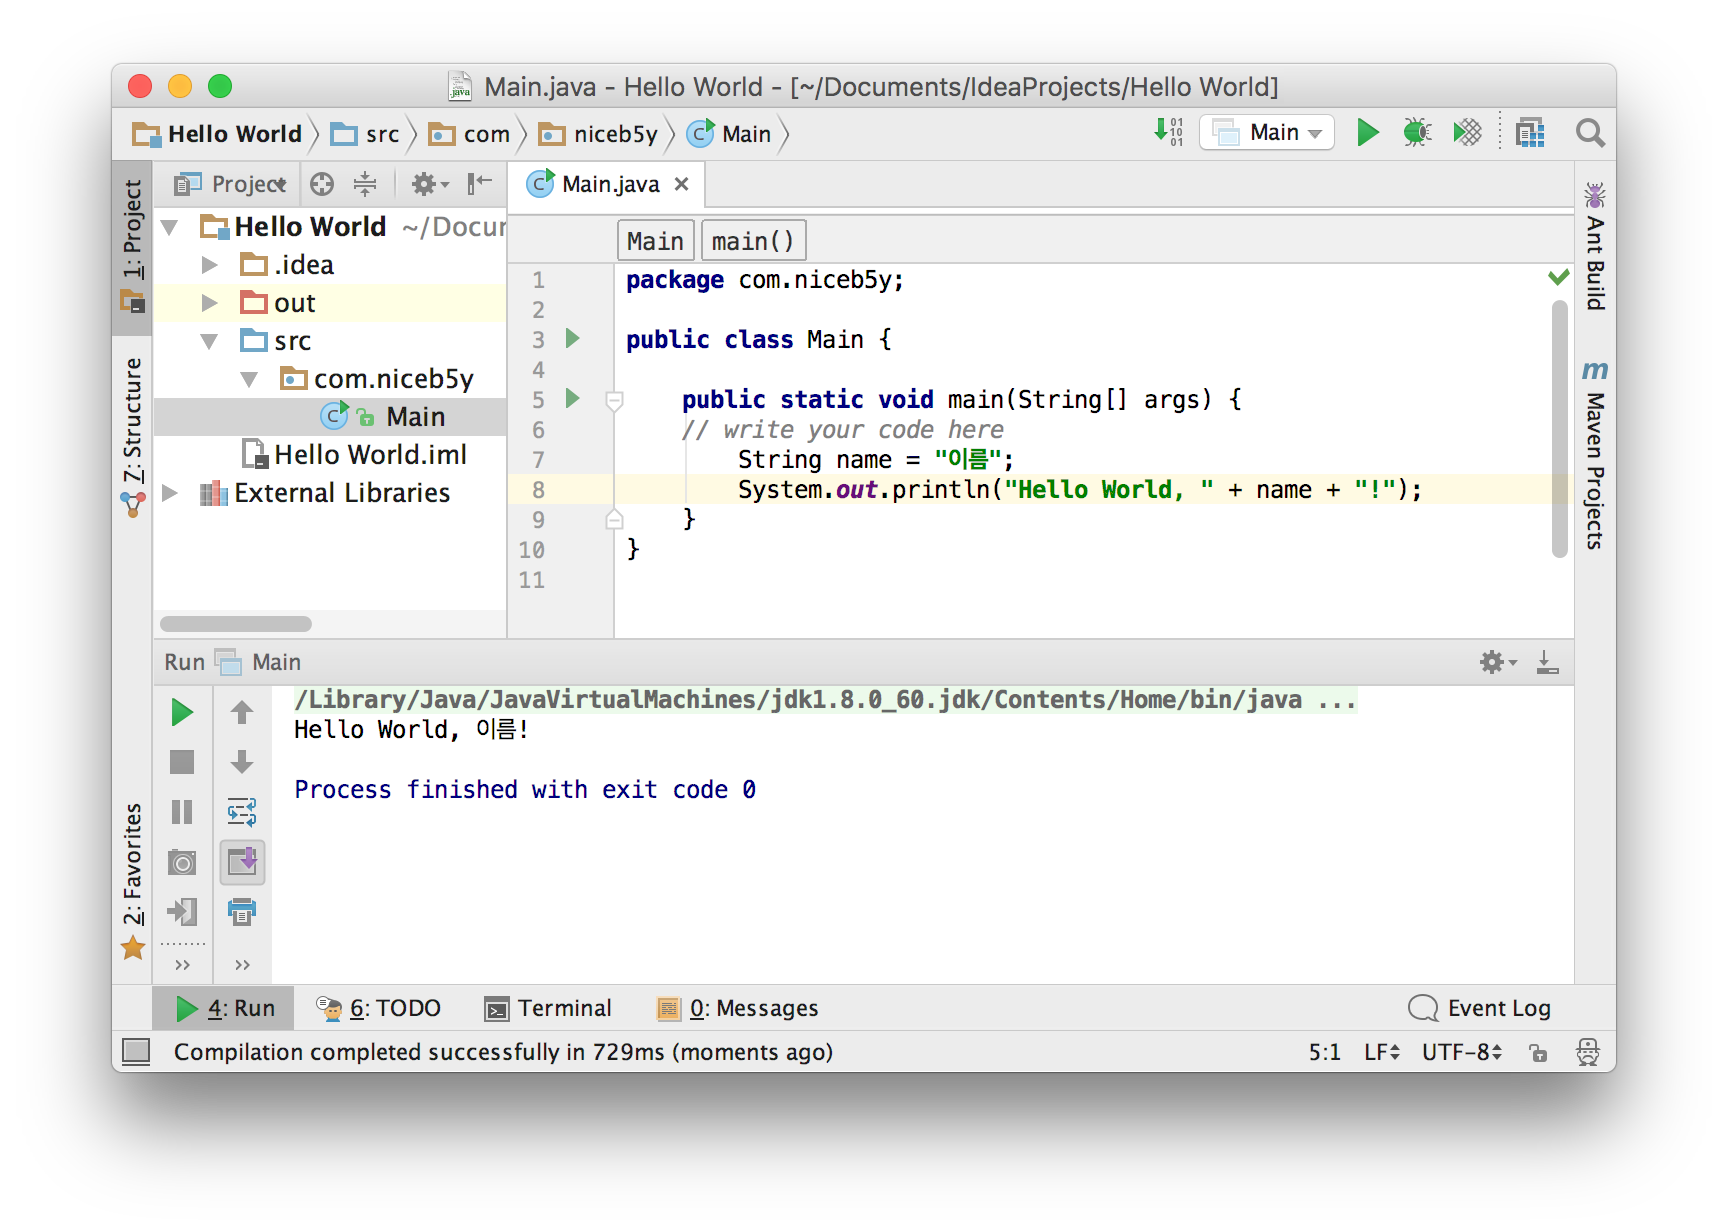 Main.java - Hello World - [~/Documents/IdeaProjects/Hello World]
Hello World src com niceb5y Main
Main
1: Project
7: Structure
2: Favorites
Project
Hello World ~/Docur
.idea
out
src
com.niceb5y
Main
Hello World.iml
External Libraries
Main.java
Main main()
1 package com.niceb5y;
2
3 public class Main {
4
5 public static void main(String[] args) {
6 // write your code here
7 String name = "이름";
8 System.out.println("Hello World, " + name + "!");
9 }
10 }
11
Ant Build
m Maven Projects
Run Main
/Library/Java/JavaVirtualMachines/jdk1.8.0_60.jdk/Contents/Home/bin/java ...
Hello World, 이름!
Process finished with exit code 0
4: Run 6: TODO Terminal 0: Messages Event Log
Compilation completed successfully in 729ms (moments ago) 5:1 LF UTF-8